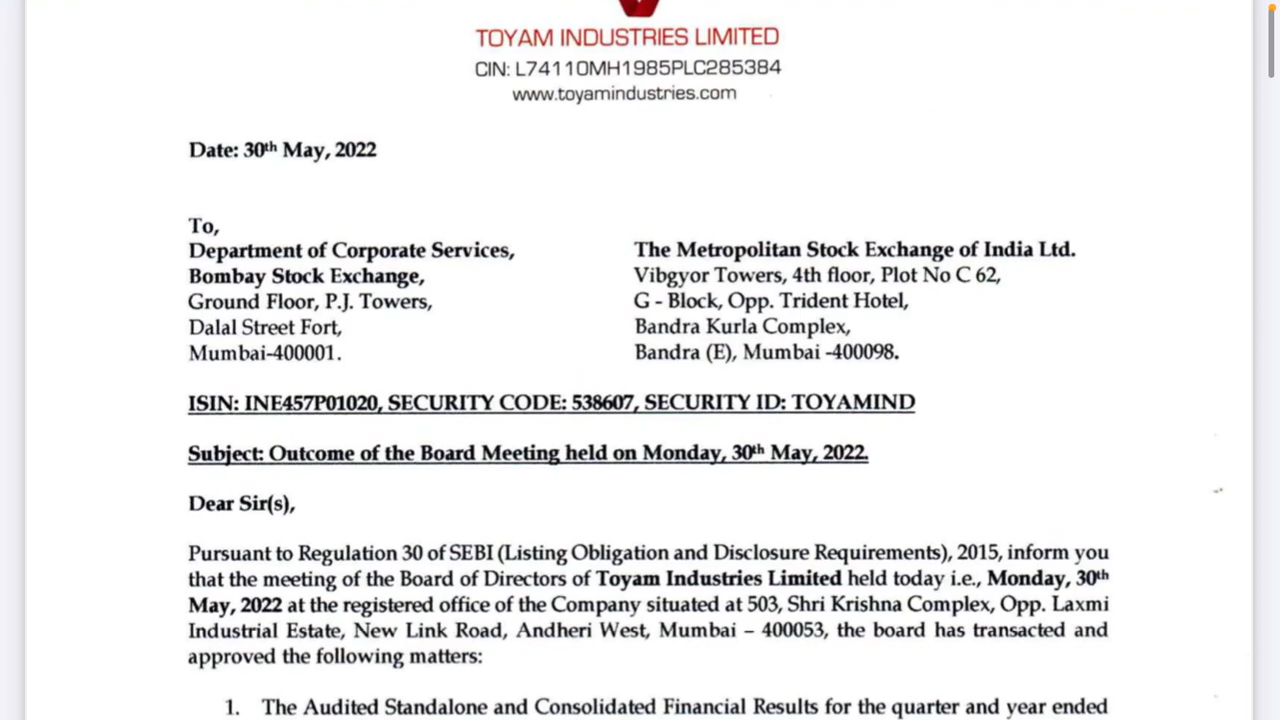 TOYAM INDUSTRIES LIMITED
CIN: L74110MH1985PLC285384
www.toyamindustries.com
Date: 30th May, 2022
To,
Department of Corporate Services,
Bombay Stock Exchange,
Ground Floor, P.J. Towers,
Dalal Street Fort,
Mumbai-400001.
The Metropolitan Stock Exchange of India Ltd.
Vibgyor Towers, 4th floor, Plot No C 62,
G - Block, Opp. Trident Hotel,
Bandra Kurla Complex,
Bandra (E), Mumbai -400098.
ISIN: INE457P01020, SECURITY CODE: 538607, SECURITY ID: TOYAMIND
Subject: Outcome of the Board Meeting held on Monday, 30th May, 2022.
Dear Sir(s),
Pursuant to Regulation 30 of SEBI (Listing Obligation and Disclosure Requirements), 2015, inform you
that the meeting of the Board of Directors of Toyam Industries Limited held today i.e., Monday, 30th
May, 2022 at the registered office of the Company situated at 503, Shri Krishna Complex, Opp. Laxmi
Industrial Estate, New Link Road, Andheri West, Mumbai – 400053, the board has transacted and
approved the following matters:
1. The Audited Standalone and Consolidated Financial Results for the quarter and year ended